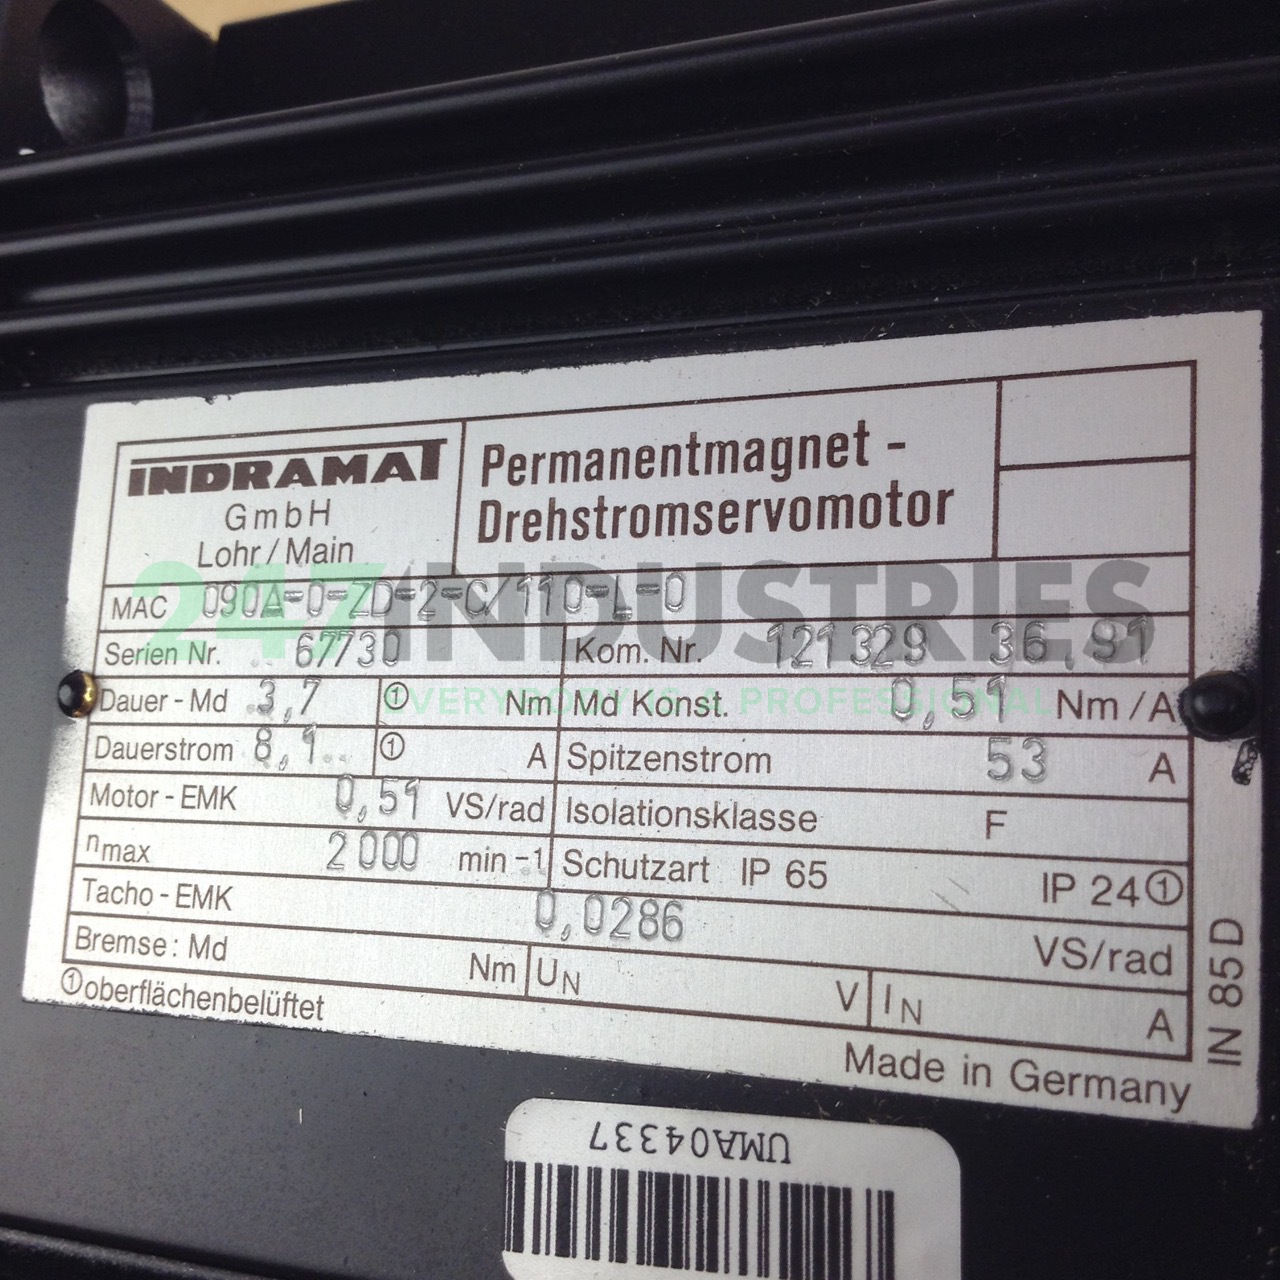 INDRAMAT
GmbH
Lohr/Main
Permanentmagnet-
Drehstromservomotor
MAC 090A-0-ZD-2-C/110-L-0
Serien Nr. 67730 Kom. Nr. 121329 36.91
Dauer-Md 3,7 ① Nm Md Konst. 0,51 Nm/A
Dauerstrom 8,1 ① A Spitzenstrom 53 A
Motor-EMK 0,51 VS/rad Isolationsklasse F
nmax 2000 min-1 Schutzart IP 65 IP 24①
Tacho-EMK 0,0286 VS/rad
Bremse: Md Nm UN V IN A
①oberflächenbelüftet
Made in Germany
IN 85D
UMA04337
247INDUSTRIES
EVERYBODY IS A PROFESSIONAL